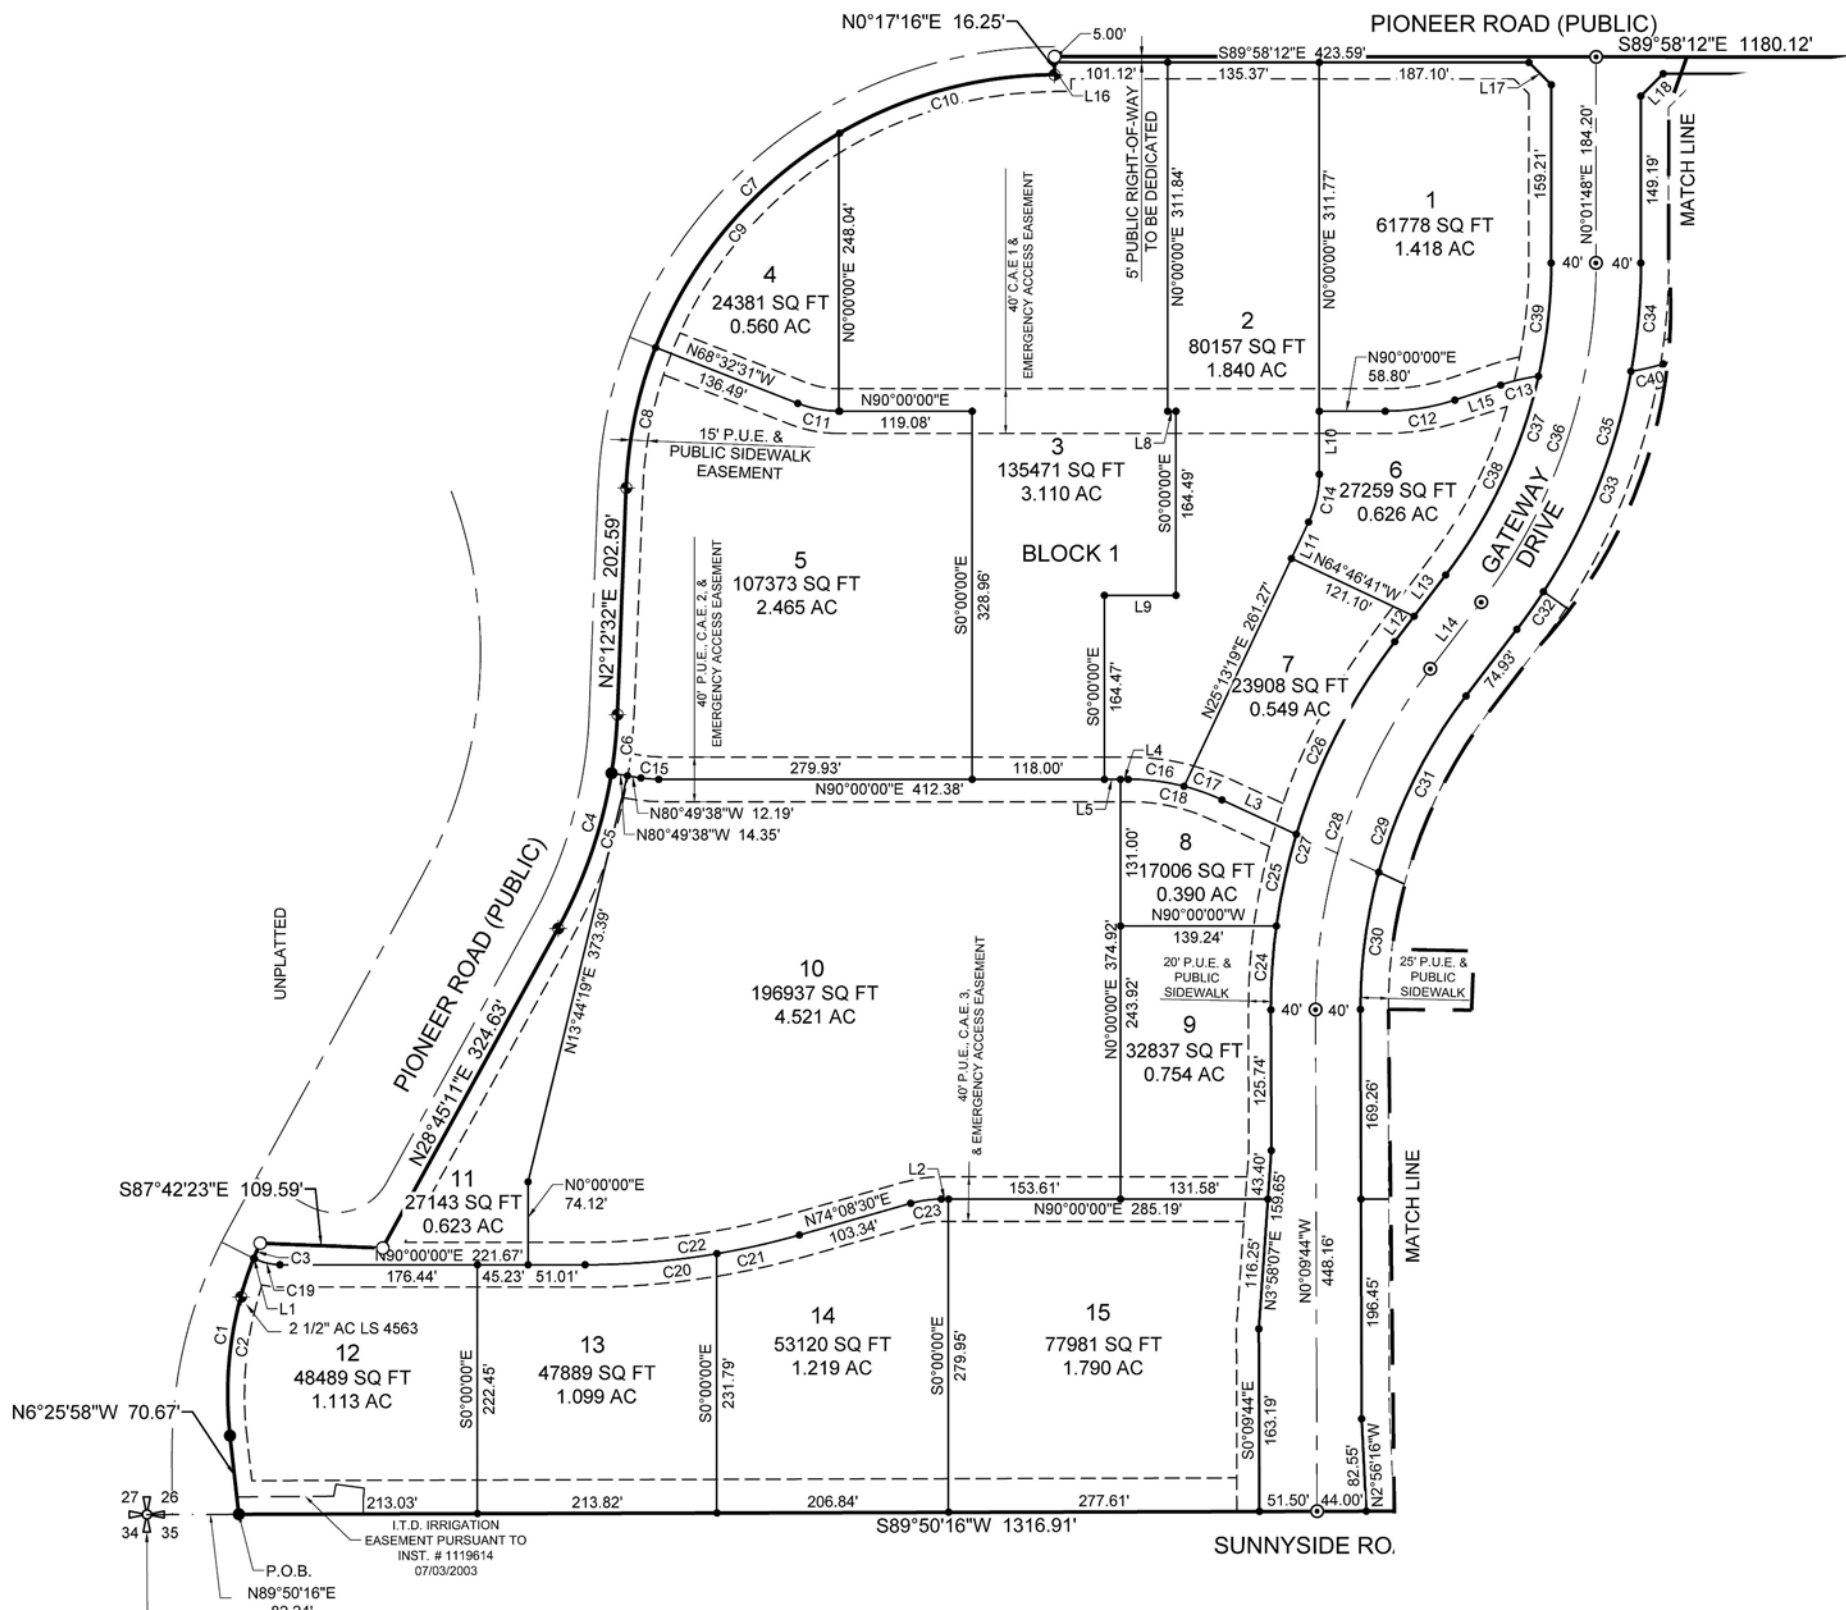 N0°17'16"E 16.25'
5.00'
PIONEER ROAD (PUBLIC)
S89°58'12"E 1180.12'
S89°58'12"E 423.59'
101.12'
135.37'
187.10'
L16
L17
L18
C10
C7
C9
5' PUBLIC RIGHT-OF-WAY
TO BE DEDICATED
N0°00'00"E 311.84'
N0°00'00"E 311.77'
159.21'
N0°01'48"E 184.20'
149.19'
MATCH LINE
1
61778 SQ FT
1.418 AC
40'
40'
4
24381 SQ FT
0.560 AC
N0°00'00"E 248.04'
40' C.A.E 1 &
EMERGENCY ACCESS EASEMENT
2
80157 SQ FT
1.840 AC
C39
C34
N90°00'00"E
58.80'
N68°32'31"W
136.49'
C11
N90°00'00"E
119.08'
C8
15' P.U.E. &
PUBLIC SIDEWALK
EASEMENT
L8
L10
C12
L15
C13
C40
C37
C36
C35
3
135471 SQ FT
3.110 AC
S0°00'00"E
164.49'
6
27259 SQ FT
0.626 AC
C14
C38
C33
GATEWAY
DRIVE
N2°12'32"E 202.59'
40' P.U.E., C.A.E. 2, &
EMERGENCY ACCESS EASEMENT
5
107373 SQ FT
2.465 AC
S0°00'00"E
328.96'
BLOCK 1
L11
N64°46'41"W
121.10'
L13
L12
L9
L14
C32
N25°13'19"E 261.27'
74.93'
7
23908 SQ FT
0.549 AC
S0°00'00"E
164.47'
C6
C15
279.93'
118.00'
N90°00'00"E 412.38'
L4
C16
C17
C18
L3
L5
C26
C31
N80°49'38"W 12.19'
N80°49'38"W 14.35'
C4
C5
C27
C28
C29
8
17006 SQ FT
0.390 AC
131.00'
C25
N90°00'00"W
139.24'
PIONEER ROAD (PUBLIC)
N13°44'19"E 373.39'
UNPLATTED
N28°45'11"E 324.63'
10
196937 SQ FT
4.521 AC
40' P.U.E., C.A.E. 3,
& EMERGENCY ACCESS EASEMENT
N0°00'00"E 374.92'
243.92'
20' P.U.E. &
PUBLIC
SIDEWALK
C24
C30
25' P.U.E. &
PUBLIC
SIDEWALK
40'
40'
9
32837 SQ FT
0.754 AC
125.74'
169.26'
MATCH LINE
S87°42'23"E 109.59'
11
27143 SQ FT
0.623 AC
N0°00'00"E
74.12'
L2
153.61'
131.58'
N90°00'00"E 285.19'
43.40'
N3°58'07"E 159.65'
116.25'
N74°08'30"E
103.34'
C23
C22
C21
C20
C3
N90°00'00"E 221.67'
176.44'
45.23'
51.01'
C19
L1
2 1/2" AC LS 4563
C1
C2
12
48489 SQ FT
1.113 AC
S0°00'00"E
222.45'
13
47889 SQ FT
1.099 AC
S0°00'00"E
231.79'
14
53120 SQ FT
1.219 AC
S0°00'00"E
279.95'
15
77981 SQ FT
1.790 AC
N0°09'44"W
448.16'
196.45'
S0°09'44"E
163.19'
82.55'
N2°56'16"W
N6°25'58"W 70.67'
27
26
34
35
213.03'
213.82'
206.84'
277.61'
51.50'
44.00'
S89°50'16"W 1316.91'
I.T.D. IRRIGATION
EASEMENT PURSUANT TO
INST. # 1119614
07/03/2003
SUNNYSIDE RO
P.O.B.
N89°50'16"E